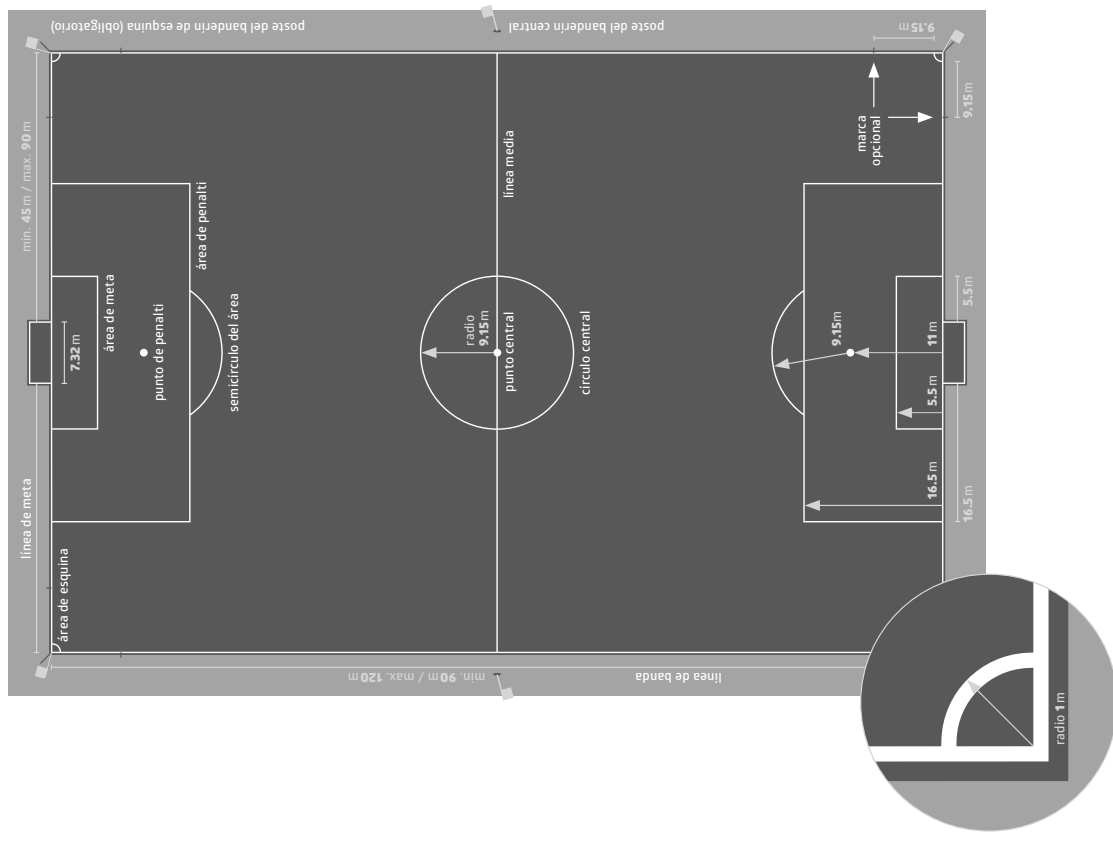 poste del banderín de esquina (obligatorio)
poste del banderín central
9.15 m
9.15 m
marca
opcional
min. 45 m / max. 90 m
línea media
área de penalti
área de meta
7.32 m
punto de penalti
semicírculo del área
radio
9.15 m
punto central
círculo central
9.15 m
11 m
5.5 m
5.5 m
16.5 m
16.5 m
línea de meta
área de esquina
min. 90 m / max. 120 m
línea de banda
radio 1 m